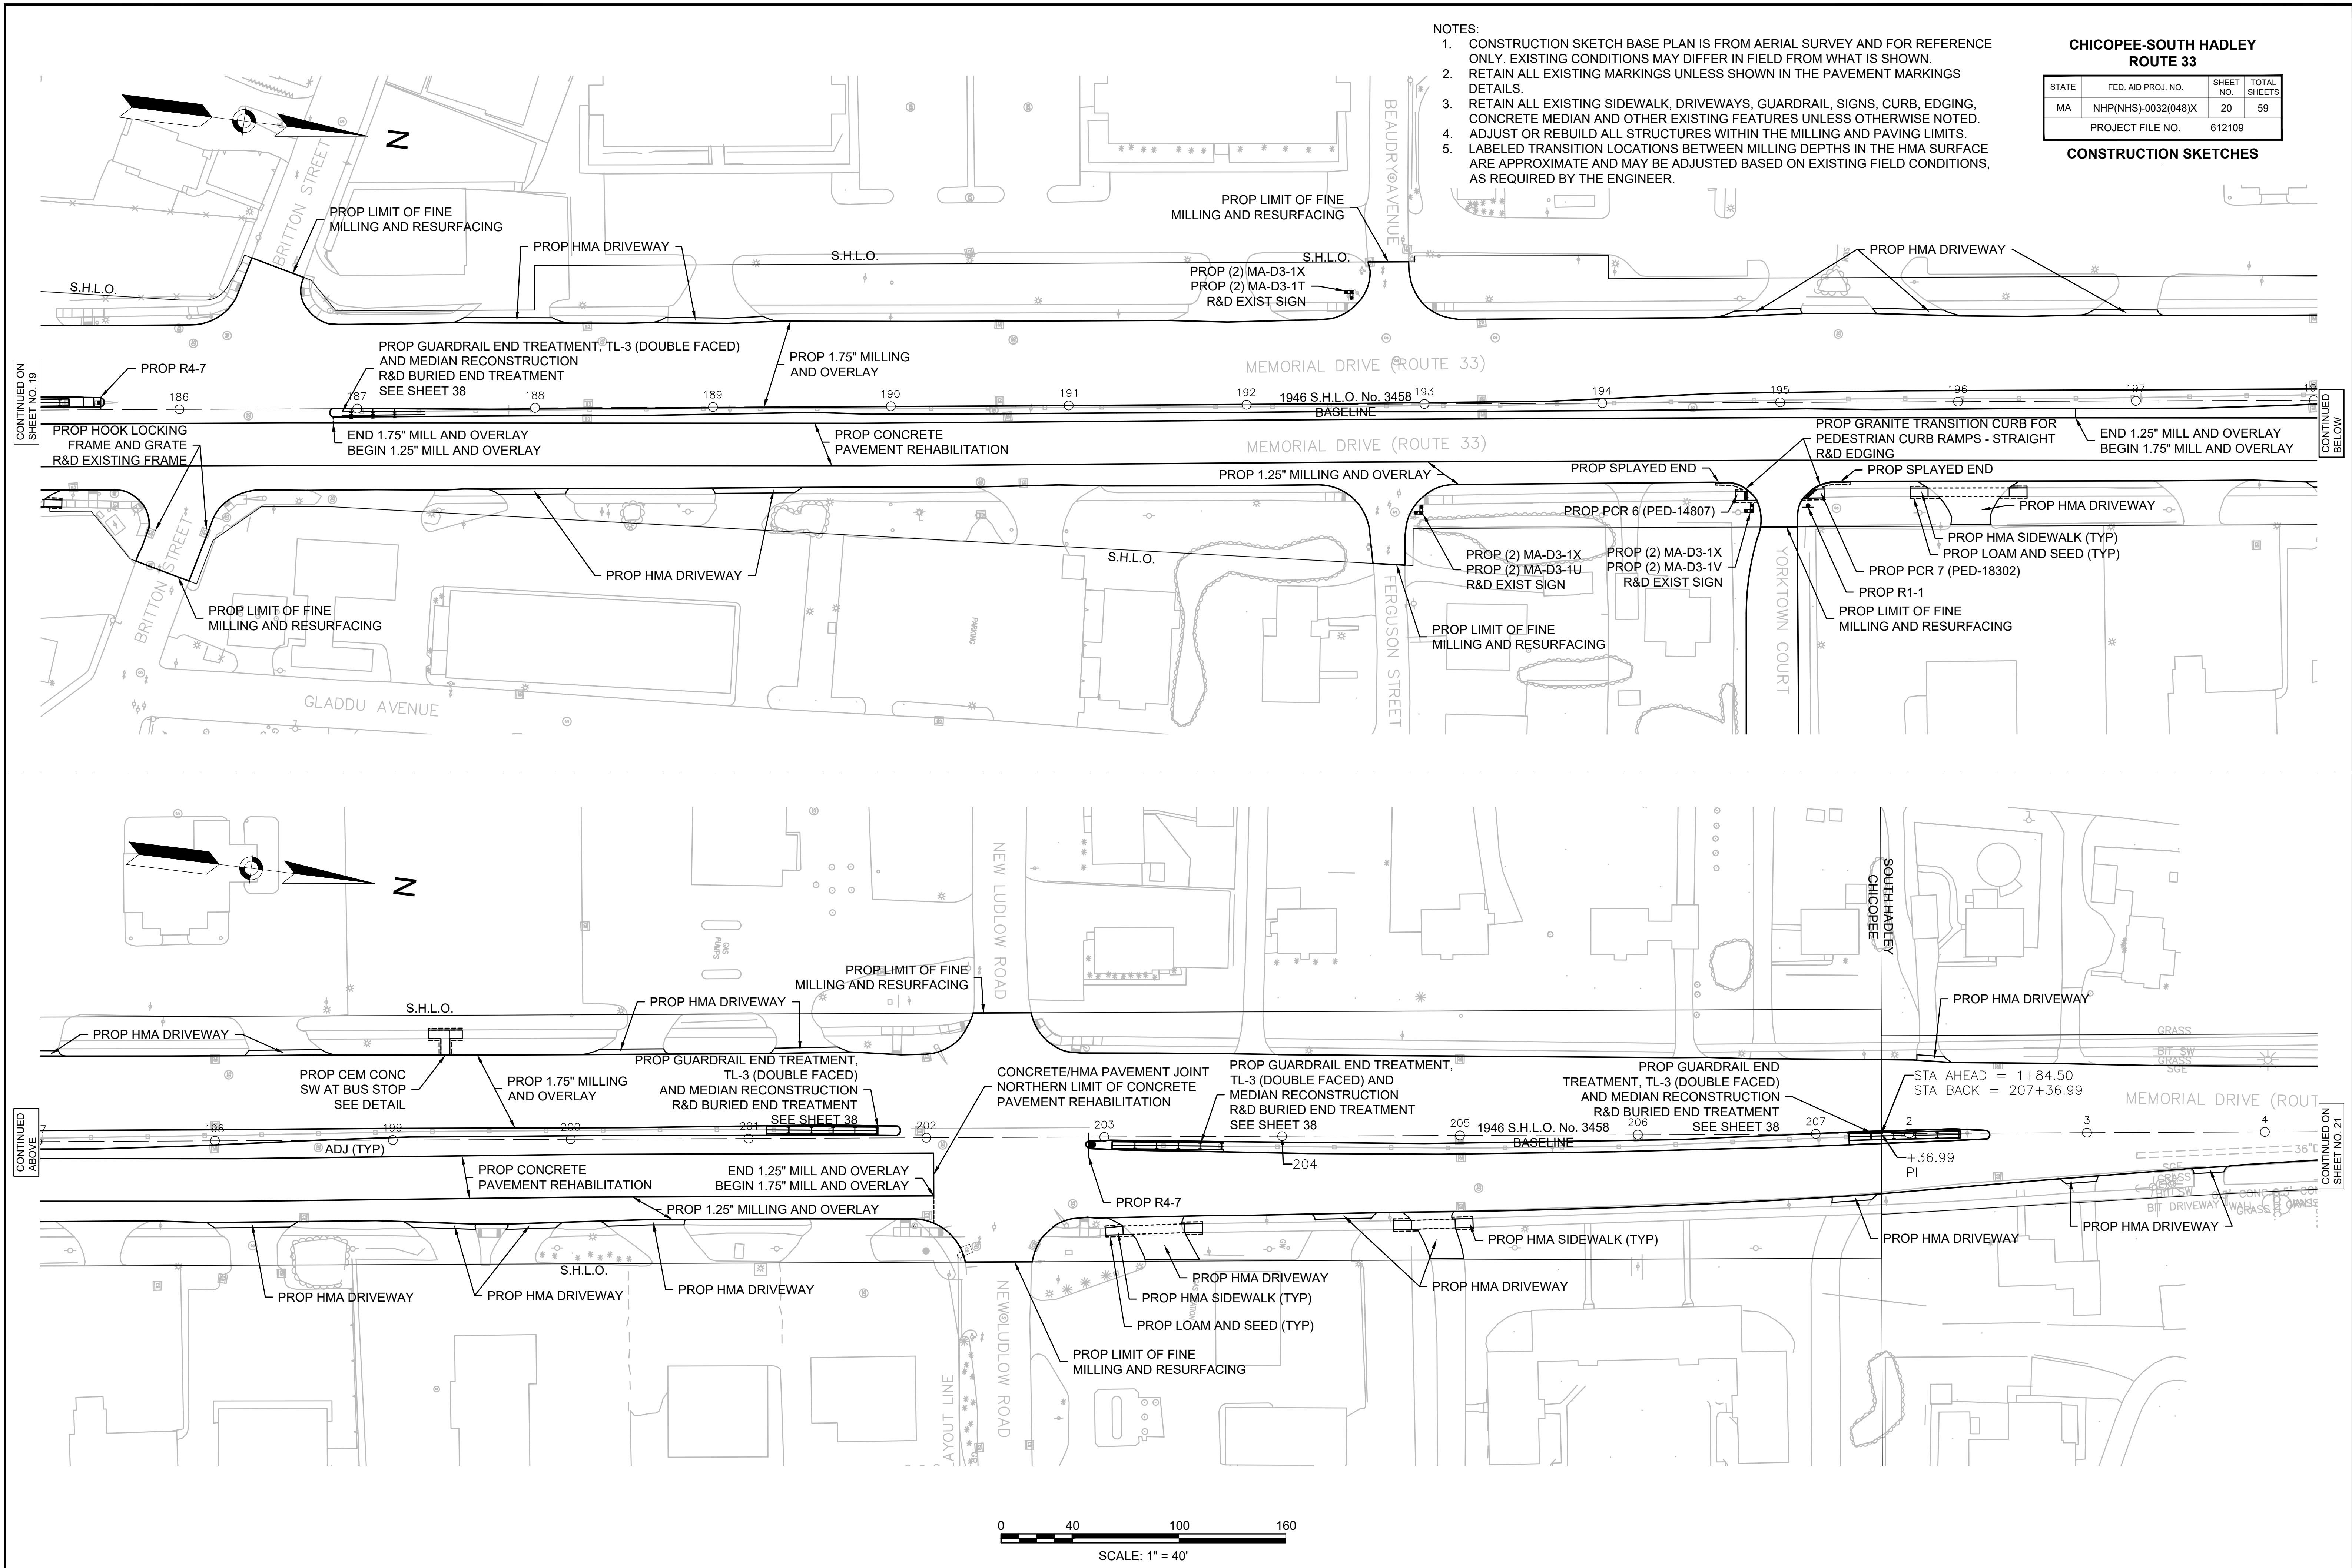 NOTES:
1. CONSTRUCTION SKETCH BASE PLAN IS FROM AERIAL SURVEY AND FOR REFERENCE
ONLY. EXISTING CONDITIONS MAY DIFFER IN FIELD FROM WHAT IS SHOWN.
2. RETAIN ALL EXISTING MARKINGS UNLESS SHOWN IN THE PAVEMENT MARKINGS
DETAILS.
3. RETAIN ALL EXISTING SIDEWALK, DRIVEWAYS, GUARDRAIL, SIGNS, CURB, EDGING,
CONCRETE MEDIAN AND OTHER EXISTING FEATURES UNLESS OTHERWISE NOTED.
4. ADJUST OR REBUILD ALL STRUCTURES WITHIN THE MILLING AND PAVING LIMITS.
5. LABELED TRANSITION LOCATIONS BETWEEN MILLING DEPTHS IN THE HMA SURFACE
ARE APPROXIMATE AND MAY BE ADJUSTED BASED ON EXISTING FIELD CONDITIONS,
AS REQUIRED BY THE ENGINEER.
CHICOPEE-SOUTH HADLEY
ROUTE 33
STATE FED. AID PROJ. NO. SHEET NO. TOTAL SHEETS
MA NHP(NHS)-0032(048)X 20 59
PROJECT FILE NO. 612109
CONSTRUCTION SKETCHES
N
BRITTON STREET
BEAUDRY AVENUE
PROP LIMIT OF FINE
MILLING AND RESURFACING
PROP HMA DRIVEWAY
S.H.L.O.
S.H.L.O.
PROP LIMIT OF FINE
MILLING AND RESURFACING
S.H.L.O.
PROP (2) MA-D3-1X
PROP (2) MA-D3-1T
R&D EXIST SIGN
PROP HMA DRIVEWAY
CONTINUED ON
SHEET NO. 19
PROP R4-7
PROP GUARDRAIL END TREATMENT, TL-3 (DOUBLE FACED)
AND MEDIAN RECONSTRUCTION
R&D BURIED END TREATMENT
SEE SHEET 38
PROP 1.75" MILLING
AND OVERLAY
MEMORIAL DRIVE (ROUTE 33)
186 187 188 189 190 191 192 193 194 195 196 197 19
1946 S.H.L.O. No. 3458
BASELINE
CONTINUED
BELOW
PROP HOOK LOCKING
FRAME AND GRATE
R&D EXISTING FRAME
END 1.75" MILL AND OVERLAY
BEGIN 1.25" MILL AND OVERLAY
PROP CONCRETE
PAVEMENT REHABILITATION
MEMORIAL DRIVE (ROUTE 33)
PROP GRANITE TRANSITION CURB FOR
PEDESTRIAN CURB RAMPS - STRAIGHT
R&D EDGING
END 1.25" MILL AND OVERLAY
BEGIN 1.75" MILL AND OVERLAY
PROP 1.25" MILLING AND OVERLAY
PROP SPLAYED END
PROP SPLAYED END
PROP PCR 6 (PED-14807)
PROP HMA DRIVEWAY
PROP HMA SIDEWALK (TYP)
PROP LOAM AND SEED (TYP)
PROP PCR 7 (PED-18302)
PROP R1-1
PROP LIMIT OF FINE
MILLING AND RESURFACING
PROP (2) MA-D3-1X
PROP (2) MA-D3-1U
R&D EXIST SIGN
PROP (2) MA-D3-1X
PROP (2) MA-D3-1V
R&D EXIST SIGN
S.H.L.O.
PROP HMA DRIVEWAY
BRITTON STREET
PROP LIMIT OF FINE
MILLING AND RESURFACING
PARKING
FERGUSON STREET
YORKTOWN COURT
PROP LIMIT OF FINE
MILLING AND RESURFACING
GLADDU AVENUE
N
GAS
PUMPS
NEW LUDLOW ROAD
SOUTH HADLEY
CHICOPEE
PROP LIMIT OF FINE
MILLING AND RESURFACING
S.H.L.O.
PROP HMA DRIVEWAY
PROP HMA DRIVEWAY
PROP HMA DRIVEWAY
GRASS
BIT SW
GRASS
SGE
PROP CEM CONC
SW AT BUS STOP
SEE DETAIL
PROP 1.75" MILLING
AND OVERLAY
PROP GUARDRAIL END TREATMENT,
TL-3 (DOUBLE FACED)
AND MEDIAN RECONSTRUCTION
R&D BURIED END TREATMENT
SEE SHEET 38
CONCRETE/HMA PAVEMENT JOINT
NORTHERN LIMIT OF CONCRETE
PAVEMENT REHABILITATION
PROP GUARDRAIL END TREATMENT,
TL-3 (DOUBLE FACED) AND
MEDIAN RECONSTRUCTION
R&D BURIED END TREATMENT
SEE SHEET 38
PROP GUARDRAIL END
TREATMENT, TL-3 (DOUBLE FACED)
AND MEDIAN RECONSTRUCTION
R&D BURIED END TREATMENT
SEE SHEET 38
STA AHEAD = 1+84.50
STA BACK = 207+36.99
MEMORIAL DRIVE (ROUT
CONTINUED
ABOVE
7 198 199 200 201 202 203 204 205 206 207 2 3 4
1946 S.H.L.O. No. 3458
BASELINE
+36.99
PI
36"D
CONTINUED ON
SHEET NO. 21
ADJ (TYP)
PROP CONCRETE
PAVEMENT REHABILITATION
END 1.25" MILL AND OVERLAY
BEGIN 1.75" MILL AND OVERLAY
PROP 1.25" MILLING AND OVERLAY
PROP R4-7
SGE
GRASS
BIT SW
BIT DRIVEWAY
WALL
GRASS
PROP HMA DRIVEWAY
PROP HMA DRIVEWAY
PROP HMA SIDEWALK (TYP)
S.H.L.O.
PROP HMA DRIVEWAY
PROP HMA DRIVEWAY
PROP HMA DRIVEWAY
PROP HMA DRIVEWAY
PROP HMA SIDEWALK (TYP)
PROP LOAM AND SEED (TYP)
PROP HMA DRIVEWAY
PROP LIMIT OF FINE
MILLING AND RESURFACING
NEW LUDLOW ROAD
LAYOUT LINE
0 40 100 160
SCALE: 1" = 40'